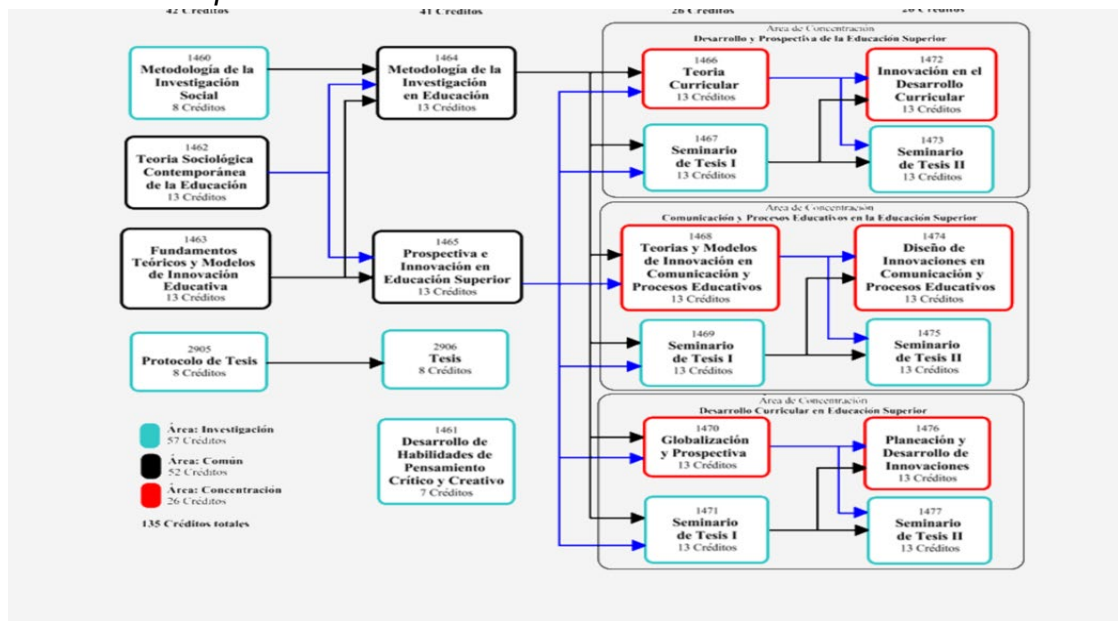 42 Créditos
41 Créditos
26 Créditos
1460
Metodología de la
Investigación
Social
8 Créditos
1462
Teoria Sociológica
Contemporánea
de la Educación
13 Créditos
1463
Fundamentos
Teóricos y Modelos
de Innovación
Educativa
13 Créditos
2905
Protocolo de Tesis
8 Créditos
Área: Investigación
57 Créditos
Área: Común
52 Créditos
Área: Concentración
26 Créditos
135 Créditos totales
1464
Metodología de la
Investigación
en Educación
13 Créditos
1465
Prospectiva e
Innovación en
Educación Superior
13 Créditos
2906
Tesis
8 Créditos
1461
Desarrollo de
Habilidades de
Pensamiento
Crítico y Creativo
7 Créditos
Área de Concentración
Desarrollo y Prospectiva de la Educación Superior
1466
Teoria
Curricular
13 Créditos
1472
Innovación en el
Desarrollo
Curricular
13 Créditos
1467
Seminario
de Tesis I
13 Créditos
1473
Seminario
de Tesis II
13 Créditos
Área de Concentración
Comunicación y Procesos Educativos en la Educación Superior
1468
Teorias y Modelos
de Innovación en
Comunicación y
Procesos Educativos
13 Créditos
1474
Diseño de
Innovaciones en
Comunicación y
Procesos Educativos
13 Créditos
1469
Seminario
de Tesis I
13 Créditos
1475
Seminario
de Tesis II
13 Créditos
Área de Concentración
Desarrollo Curricular en Educación Superior
1470
Globalización
y Prospectiva
13 Créditos
1476
Planeación y
Desarrollo de
Innovaciones
13 Créditos
1471
Seminario
de Tesis I
13 Créditos
1477
Seminario
de Tesis II
13 Créditos